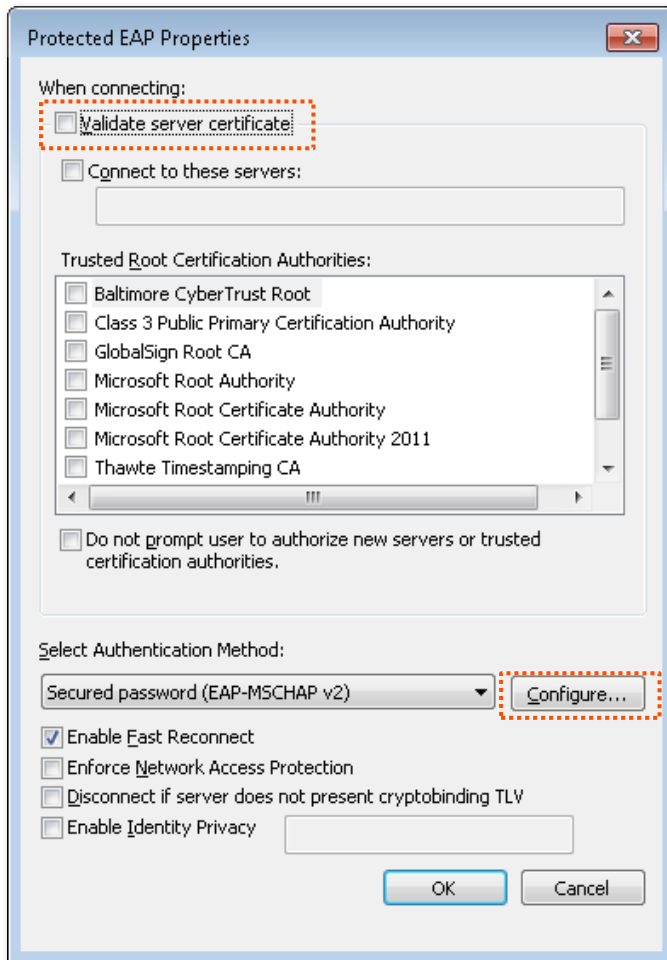 Protected EAP Properties
When connecting:
Validate server certificate
Connect to these servers:
Trusted Root Certification Authorities:
Baltimore CyberTrust Root
Class 3 Public Primary Certification Authority
GlobalSign Root CA
Microsoft Root Authority
Microsoft Root Certificate Authority
Microsoft Root Certificate Authority 2011
Thawte Timestamping CA
Do not prompt user to authorize new servers or trusted
certification authorities.
Select Authentication Method:
Secured password (EAP-MSCHAP v2)
Configure...
Enable Fast Reconnect
Enforce Network Access Protection
Disconnect if server does not present cryptobinding TLV
Enable Identity Privacy
OK
Cancel